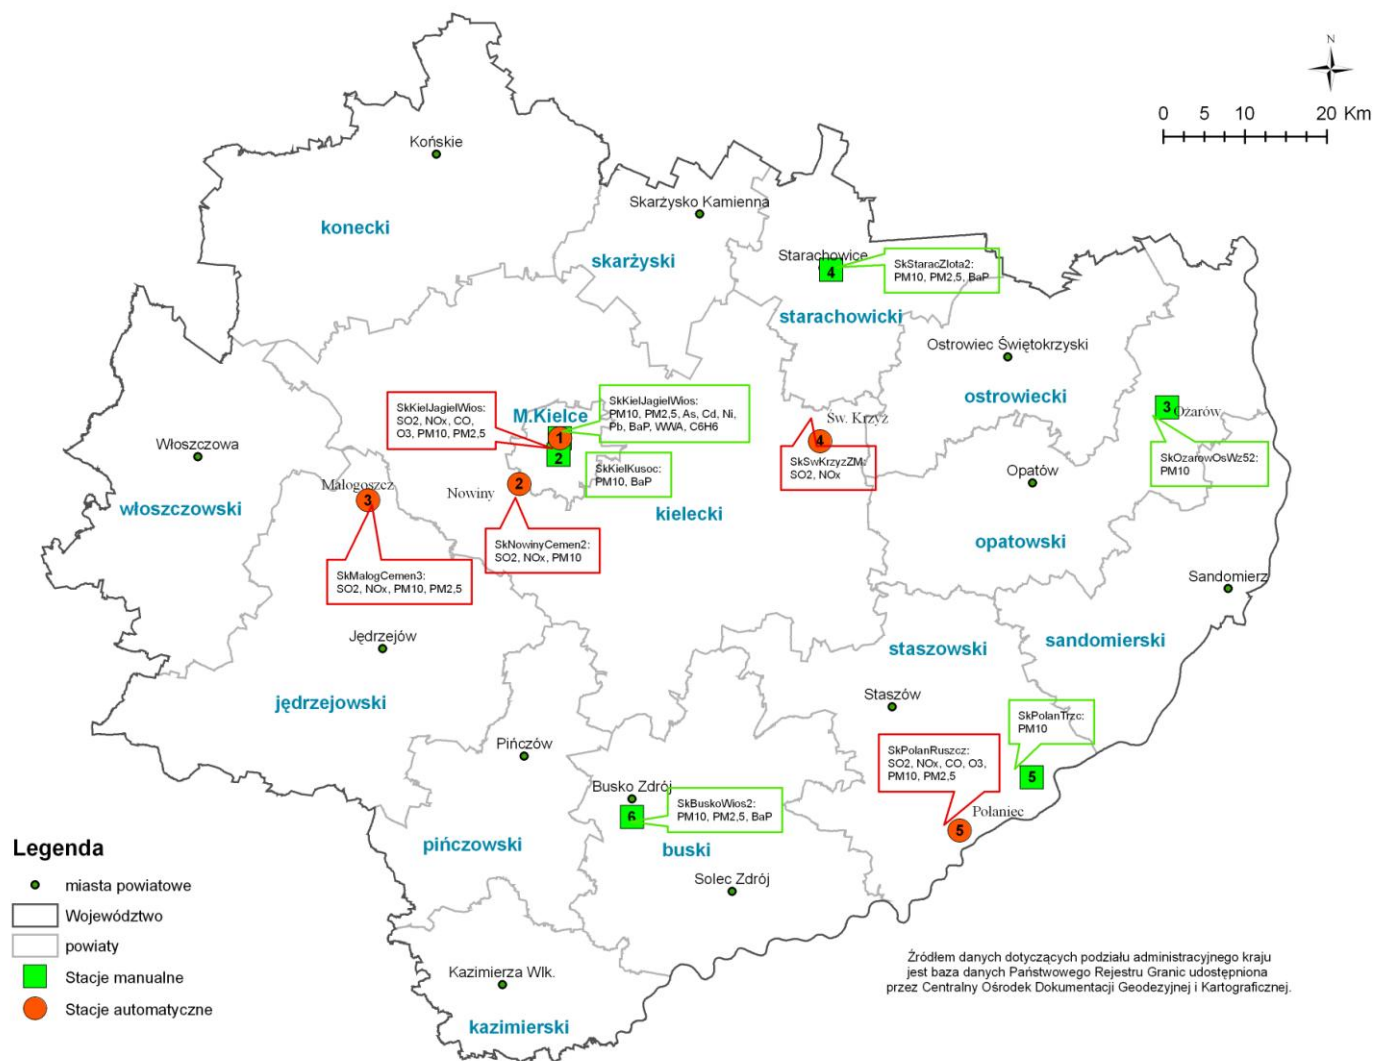 N
0 5 10 20 Km
Końskie
konecki
Skarżysko Kamienna
skarżyski
Starachowice
4
SkStaracZlota2:
PM10, PM2,5, BaP
starachowicki
Ostrowiec Świętokrzyski
ostrowiecki
SkKielJagielWios:
SO2, NOx, CO,
O3, PM10, PM2,5
M.Kielce
1
2
SkKielJagielWios:
PM10, PM2,5, As, Cd, Ni,
Pb, BaP, WWA, C6H6
SkKielKusoc:
PM10, BaP
Św. Krzyż
4
SkSwKrzyzZM:
SO2, NOx
3
Ożarów
SkOzarowOsWz52:
PM10
Włoszczowa
włoszczowski
Małogoszcz
3
SkMalogCemen3:
SO2, NOx, PM10, PM2,5
Nowiny
2
SkNowinyCemen2:
SO2, NOx, PM10
kielecki
Opatów
opatowski
Sandomierz
sandomierski
Jędrzejów
jędrzejowski
staszowski
Staszów
SkPolanTrzc:
PM10
5
SkPolanRuszcz:
SO2, NOx, CO, O3,
PM10, PM2,5
Połaniec
5
Pińczów
pińczowski
Busko Zdrój
6
SkBuskoWios2:
PM10, PM2,5, BaP
buski
Solec Zdrój
Kazimierza Wlk.
kazimierski
Legenda
miasta powiatowe
Województwo
powiaty
Stacje manualne
Stacje automatyczne
Źródłem danych dotyczących podziału administracyjnego kraju
jest baza danych Państwowego Rejestru Granic udostępniona
przez Centralny Ośrodek Dokumentacji Geodezyjnej i Kartograficznej.